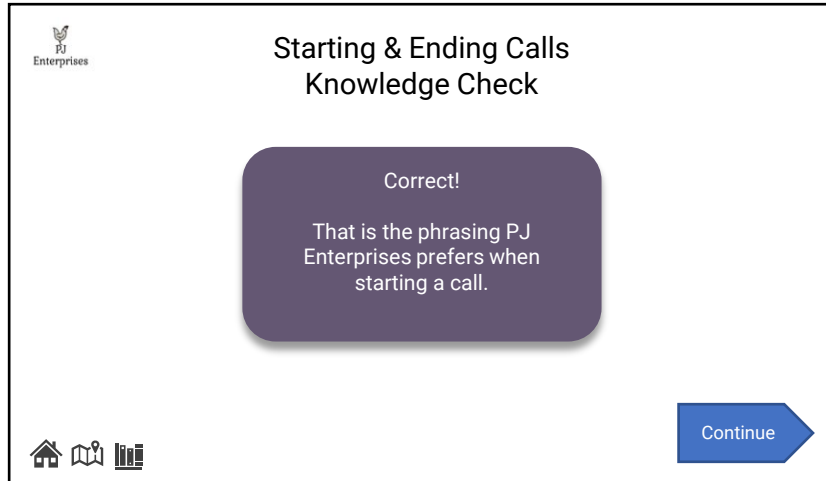 PJ
Enterprises
Starting & Ending Calls
Knowledge Check
Correct!
That is the phrasing PJ
Enterprises prefers when
starting a call.
Continue